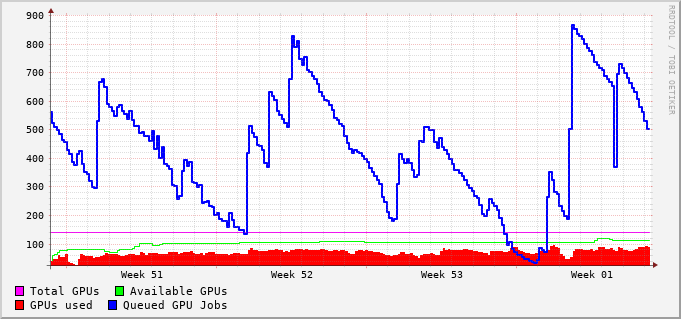 900
800
700
600
500
400
300
200
100
Week 51 Week 52 Week 53 Week 01
Total GPUs Available GPUs
GPUs used Queued GPU Jobs
RRDTOOL / TOBI OETIKER